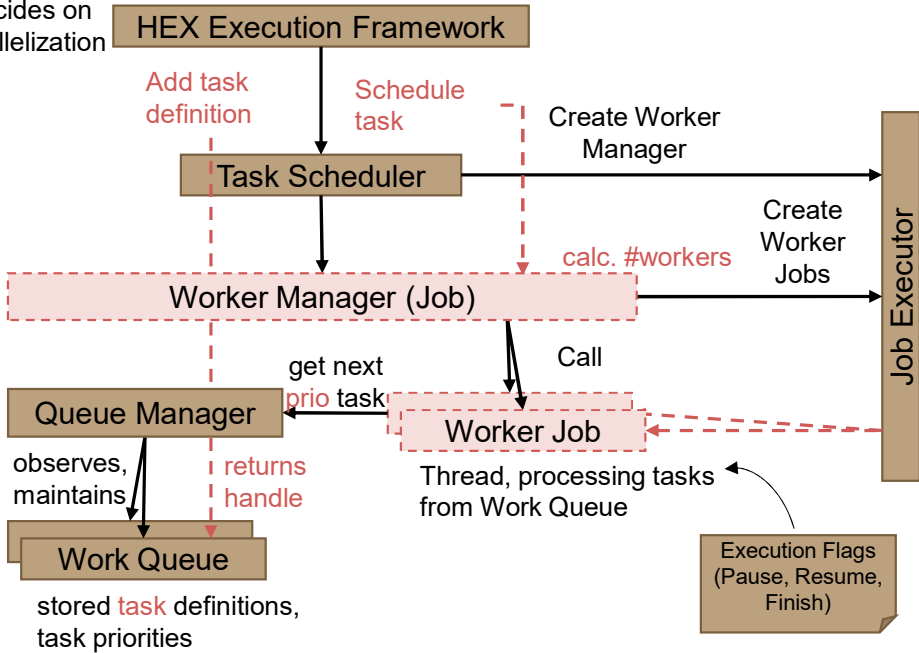 cides on
llelization
HEX Execution Framework
Add task
definition
Schedule
task
Create Worker
Manager
Task Scheduler
Create
Worker
Jobs
calc. #workers
Worker Manager (Job)
Job Executor
Call
get next
prio task
Queue Manager
Worker Job
observes,
maintains
returns
handle
Thread, processing tasks
from Work Queue
Work Queue
Execution Flags
(Pause, Resume,
Finish)
stored task definitions,
task priorities